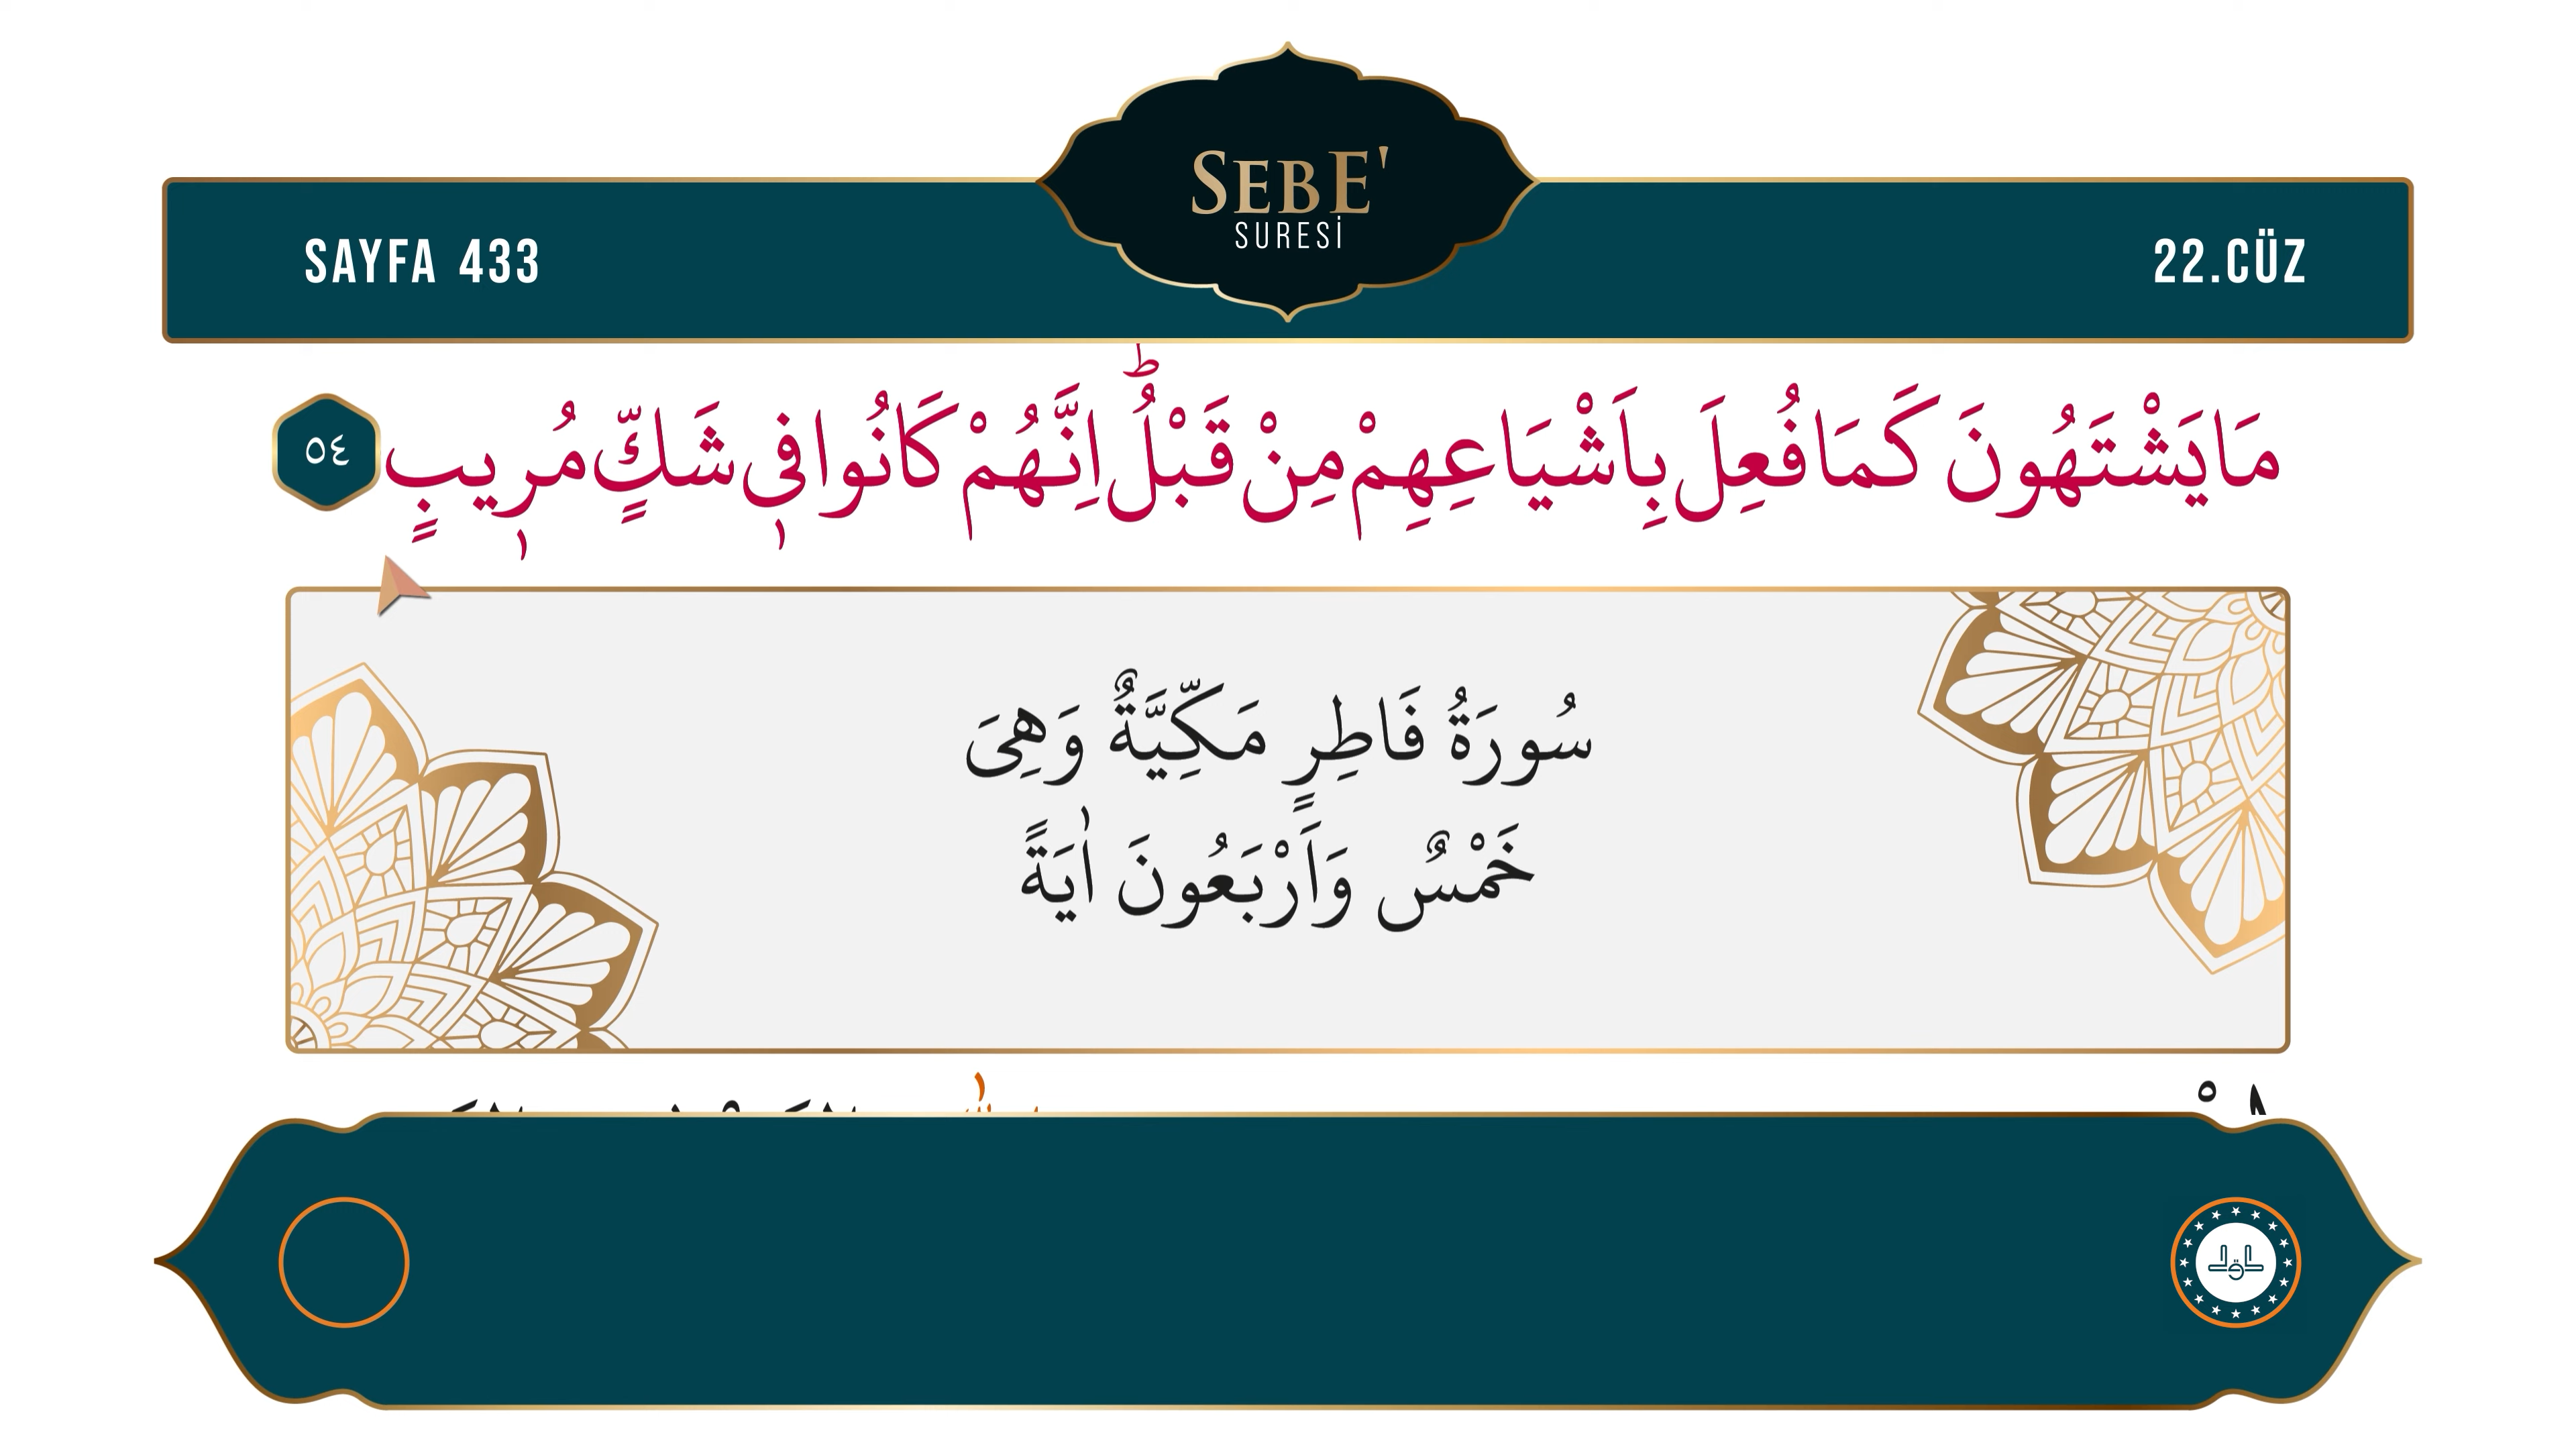 SEBE'
SURESİ
SAYFA 433
22.CÜZ
مَا يَشْتَهُونَ كَمَا فُعِلَ بِاَشْيَاعِهِمْ مِنْ قَبْلُۜ اِنَّهُمْ كَانُوا ف۪ي شَكٍّ مُر۪يبٍ ٥٤
سُورَةُ فَاطِرٍ مَكِّيَّةٌ وَهِىَ
خَمْسٌ وَاَرْبَعُونَ اٰيَةً